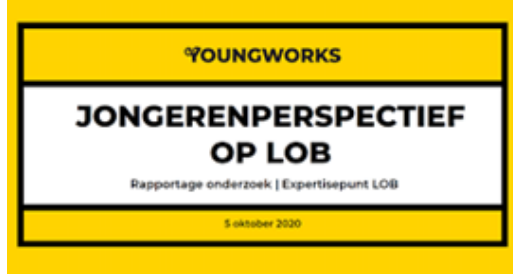 YOUNGWORKS
JONGERENPERSPECTIEF
OP LOB
Rapportage onderzoek | Expertisepunt LOB
5 oktober 2020